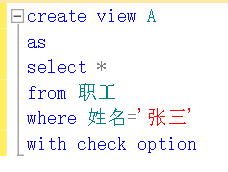 create view A
as
select *
from 职工
where 姓名='张三'
with check option